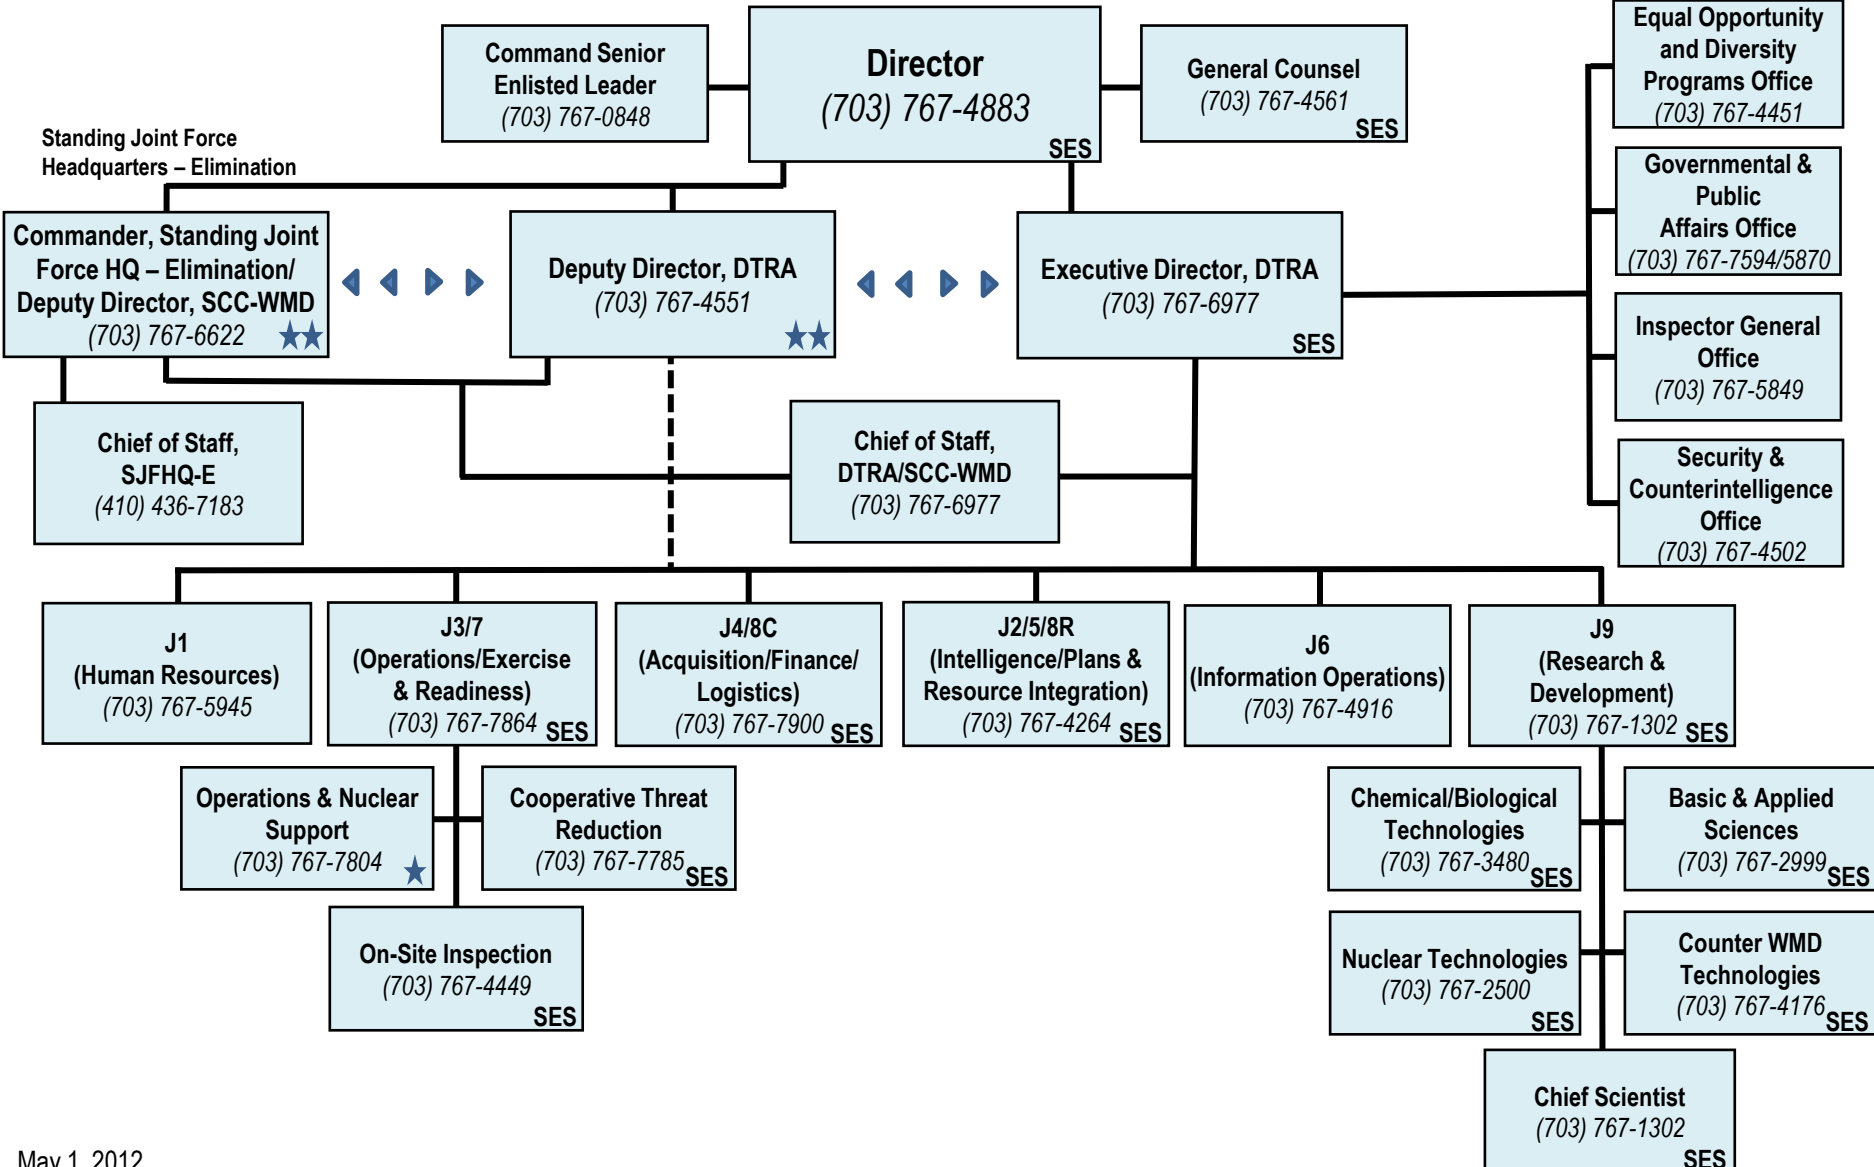 Command Senior
Enlisted Leader
(703) 767-0848
Director
(703) 767-4883
SES
General Counsel
(703) 767-4561
SES
Equal Opportunity
and Diversity
Programs Office
(703) 767-4451
Governmental &
Public
Affairs Office
(703) 767-7594/5870
Inspector General
Office
(703) 767-5849
Security &
Counterintelligence
Office
(703) 767-4502
Standing Joint Force
Headquarters – Elimination
Commander, Standing Joint
Force HQ – Elimination/
Deputy Director, SCC-WMD
(703) 767-6622
Deputy Director, DTRA
(703) 767-4551
Executive Director, DTRA
(703) 767-6977
SES
Chief of Staff,
SJFHQ-E
(410) 436-7183
Chief of Staff,
DTRA/SCC-WMD
(703) 767-6977
J1
(Human Resources)
(703) 767-5945
J3/7
(Operations/Exercise
& Readiness)
(703) 767-7864
SES
J4/8C
(Acquisition/Finance/
Logistics)
(703) 767-7900
SES
J2/5/8R
(Intelligence/Plans &
Resource Integration)
(703) 767-4264
SES
J6
(Information Operations)
(703) 767-4916
J9
(Research &
Development)
(703) 767-1302
SES
Operations & Nuclear
Support
(703) 767-7804
Cooperative Threat
Reduction
(703) 767-7785
SES
On-Site Inspection
(703) 767-4449
SES
Chemical/Biological
Technologies
(703) 767-3480
SES
Basic & Applied
Sciences
(703) 767-2999
SES
Nuclear Technologies
(703) 767-2500
SES
Counter WMD
Technologies
(703) 767-4176
SES
Chief Scientist
(703) 767-1302
SES
May 1, 2012